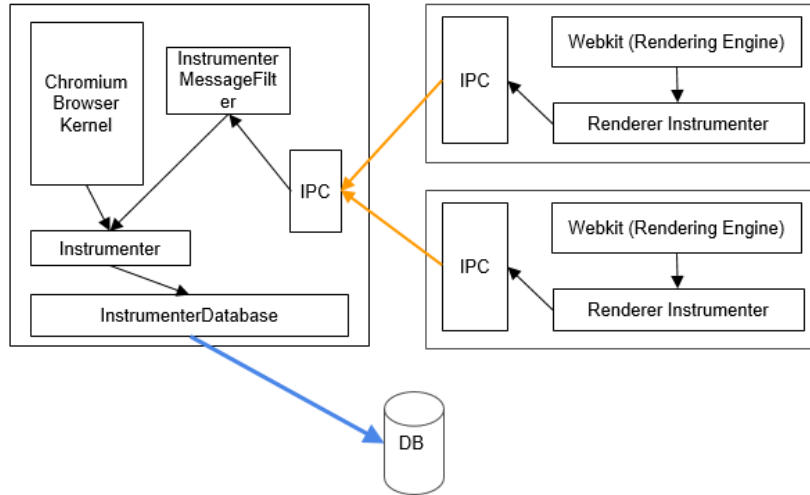 Chromium
Browser
Kernel
Instrumenter
MessageFilt
er
IPC
Instrumenter
InstrumenterDatabase
IPC
Webkit (Rendering Engine)
Renderer Instrumenter
IPC
Webkit (Rendering Engine)
Renderer Instrumenter
DB